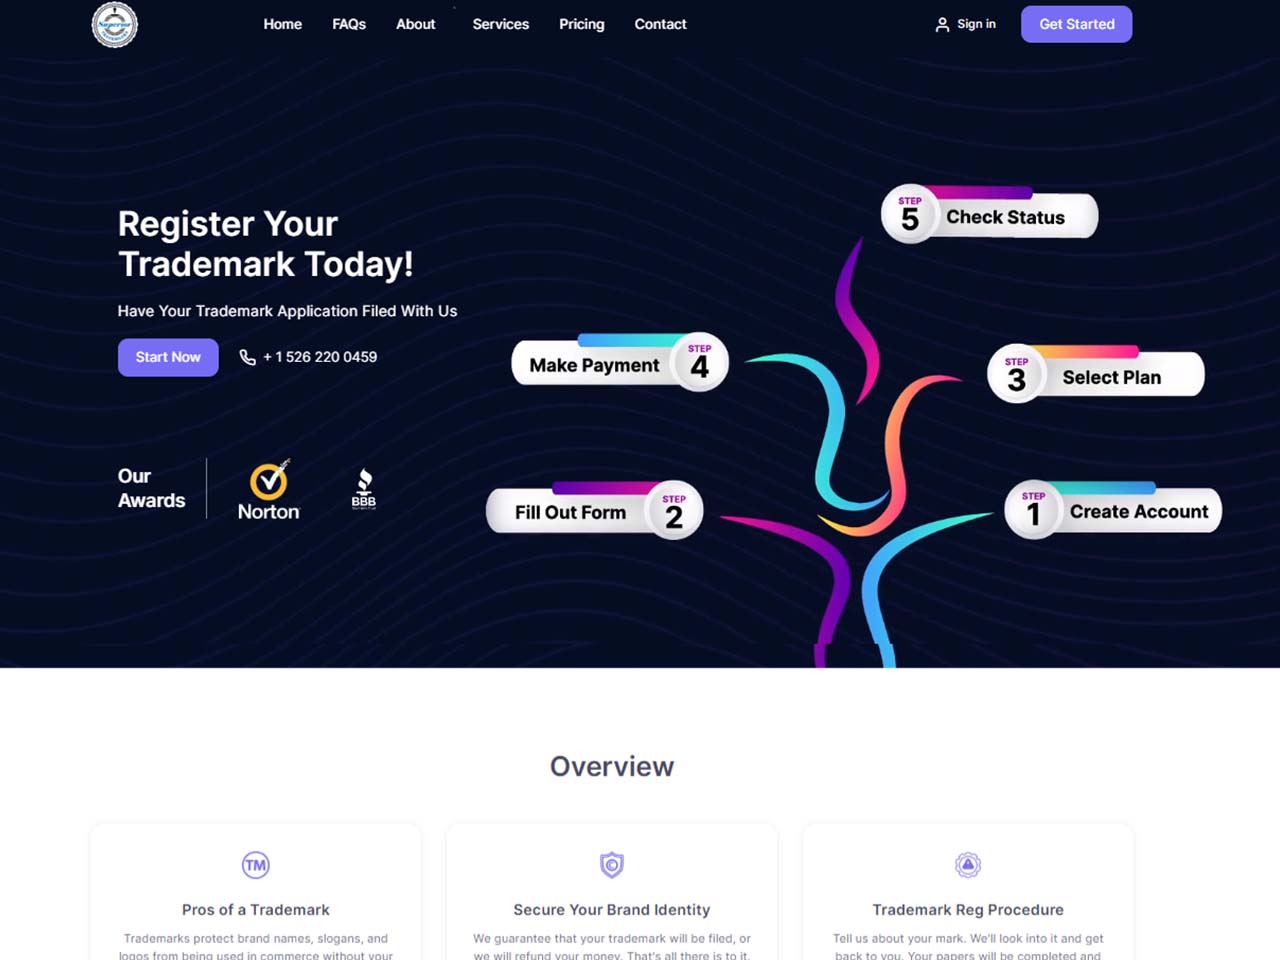 Superior
Home
FAQs
About
Services
Pricing
Contact
Sign in
Get Started
Register Your
Trademark Today!
Have Your Trademark Application Filed With Us
Start Now
+ 1 526 220 0459
Our
Awards
Norton
BBB
STEP
5
Check Status
Make Payment
STEP
4
STEP
3
Select Plan
Fill Out Form
STEP
2
STEP
1
Create Account
Overview
TM
Pros of a Trademark
Trademarks protect brand names, slogans, and
logos from being used in commerce without your
©
Secure Your Brand Identity
We guarantee that your trademark will be filed, or
we will refund your money. That's all there is to it.
Trademark Reg Procedure
Tell us about your mark. We'll look into it and get
back to you. Your papers will be completed and